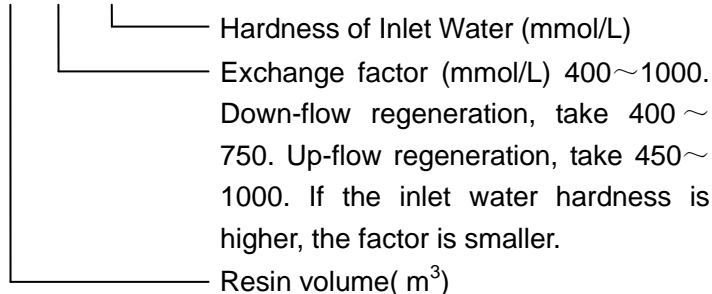 Hardness of Inlet Water (mmol/L)
Exchange factor (mmol/L) 400～1000.
Down-flow regeneration, take 400～
750. Up-flow regeneration, take 450～
1000. If the inlet water hardness is
higher, the factor is smaller.
Resin volume( m³)